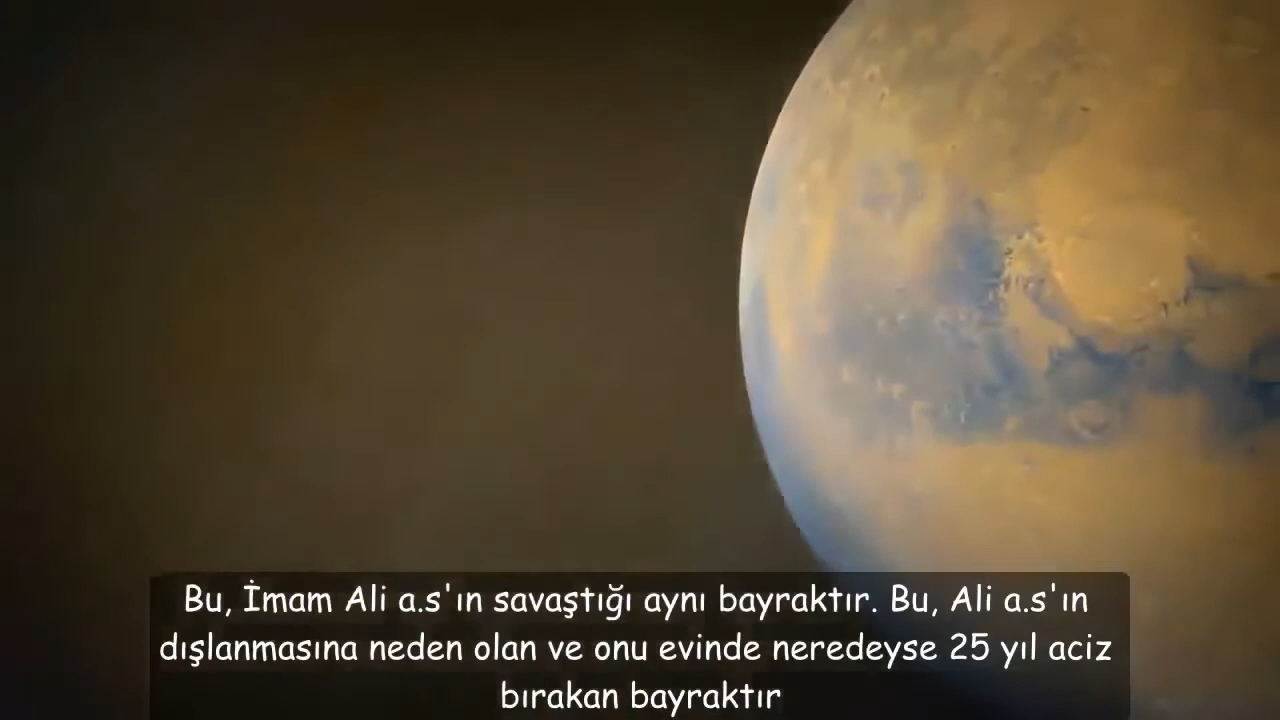 Bu, İmam Ali a.s'ın savaştığı aynı bayraktır. Bu, Ali a.s'ın
dışlanmasına neden olan ve onu evinde neredeyse 25 yıl aciz
bırakan bayraktır